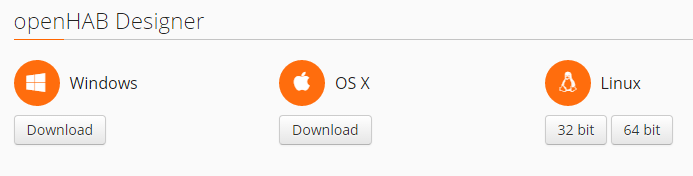 openHAB Designer
Windows
OS X
Linux
Download
Download
32 bit
64 bit